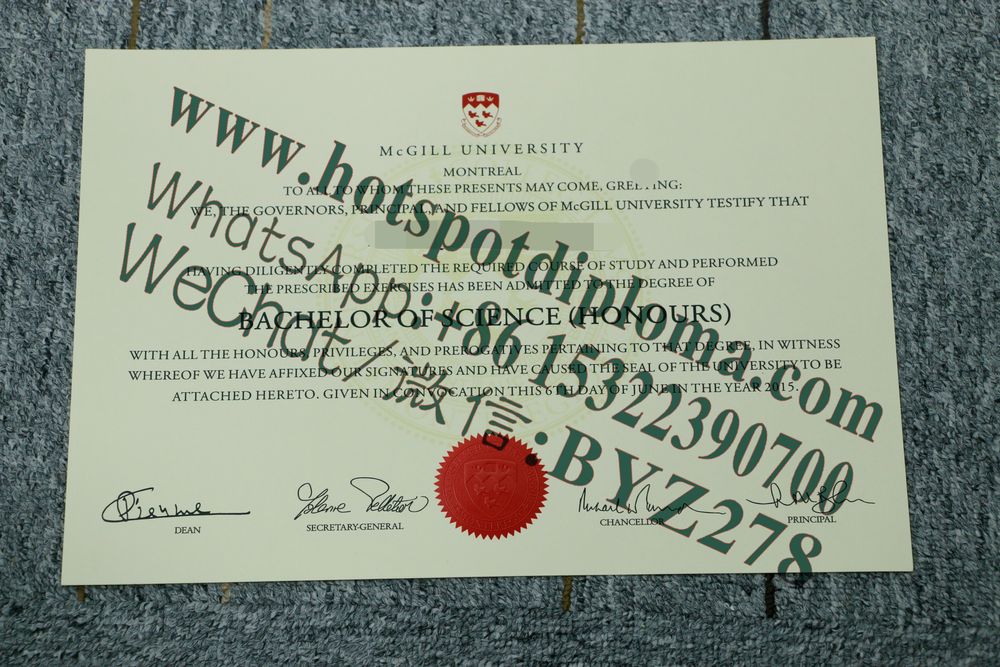 McGILL UNIVERSITY
MONTREAL
TO ALL TO WHOM THESE PRESENTS MAY COME, GREETING:
WE, THE GOVERNORS, PRINCIPAL, AND FELLOWS OF McGILL UNIVERSITY TESTIFY THAT
HAVING DILIGENTLY COMPLETED THE REQUIRED COURSE OF STUDY AND PERFORMED
THE PRESCRIBED EXERCISES HAS BEEN ADMITTED TO THE DEGREE OF
BACHELOR OF SCIENCE (HONOURS)
WITH ALL THE HONOURS, PRIVILEGES, AND PREROGATIVES PERTAINING TO THAT DEGREE, IN WITNESS
WHEREOF WE HAVE AFFIXED OUR SIGNATURES AND HAVE CAUSED THE SEAL OF THE UNIVERSITY TO BE
ATTACHED HERETO. GIVEN IN CONVOCATION THIS 6TH DAY OF JUNE IN THE YEAR 2015.
DEAN
SECRETARY-GENERAL
CHANCELLOR
PRINCIPAL
www.hotspotdiploma.com
WhatsApp:+86 15322390700
WeChat/微信:BYZ278